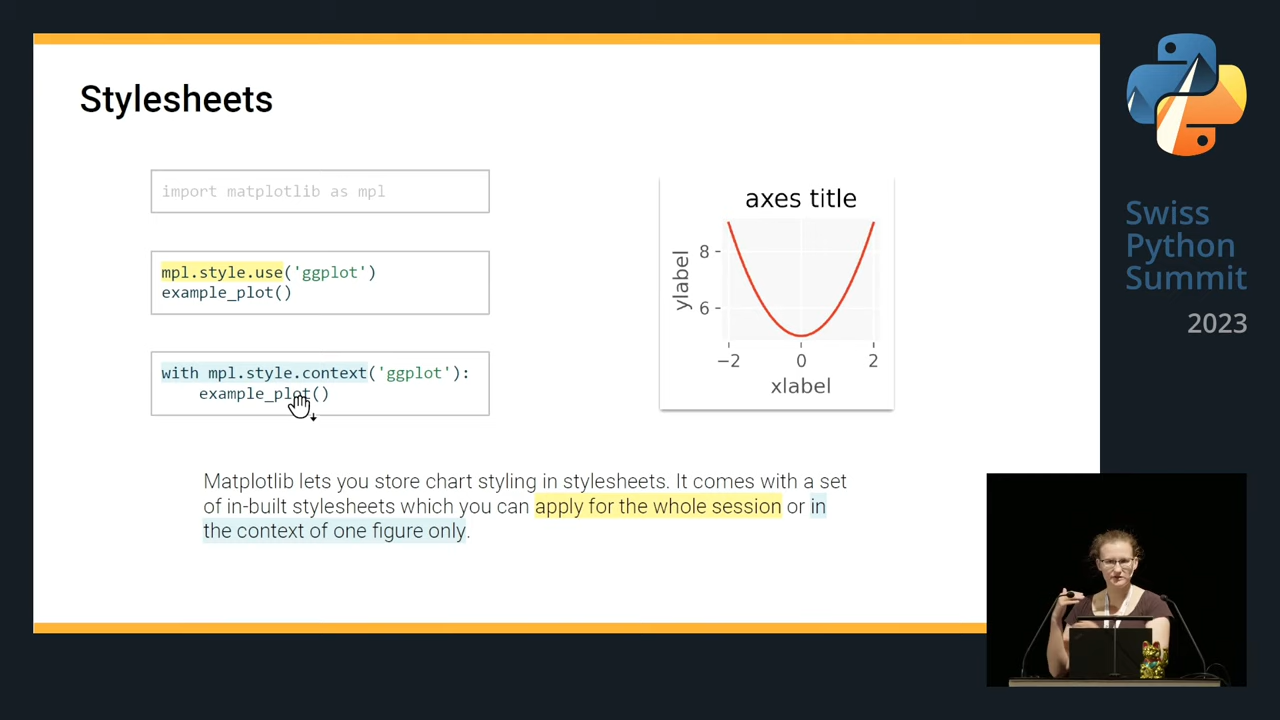 Stylesheets
import matplotlib as mpl
mpl.style.use('ggplot')
example_plot()
with mpl.style.context('ggplot'):
example_plot()
axes title
ylabel
8
6
−2 0 2
xlabel
Matplotlib lets you store chart styling in stylesheets. It comes with a set
of in-built stylesheets which you can apply for the whole session or in
the context of one figure only.
Swiss
Python
Summit
2023